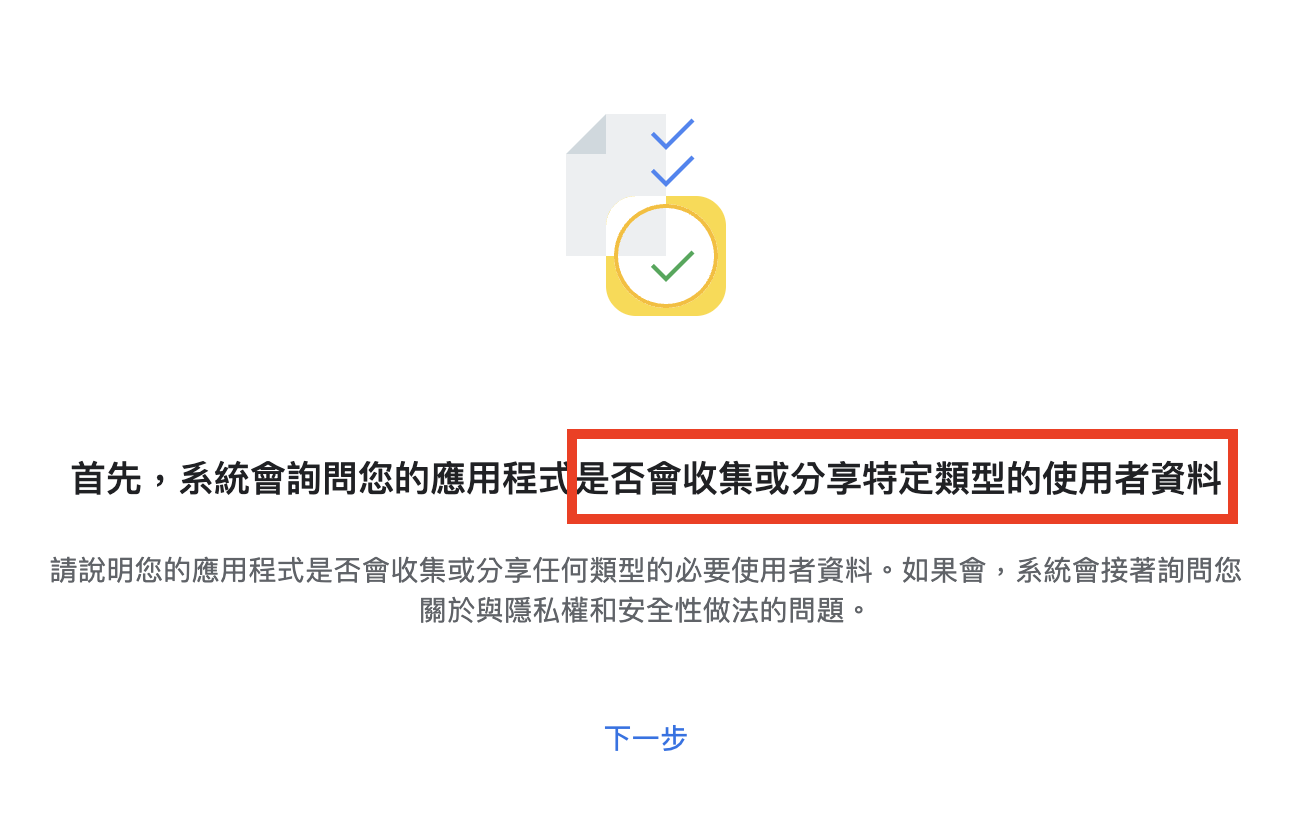 首先，系統會詢問您的應用程式是否會收集或分享特定類型的使用者資料
請說明您的應用程式是否會收集或分享任何類型的必要使用者資料。如果會，系統會接著詢問您
關於與隱私權和安全性做法的問題。
下一步